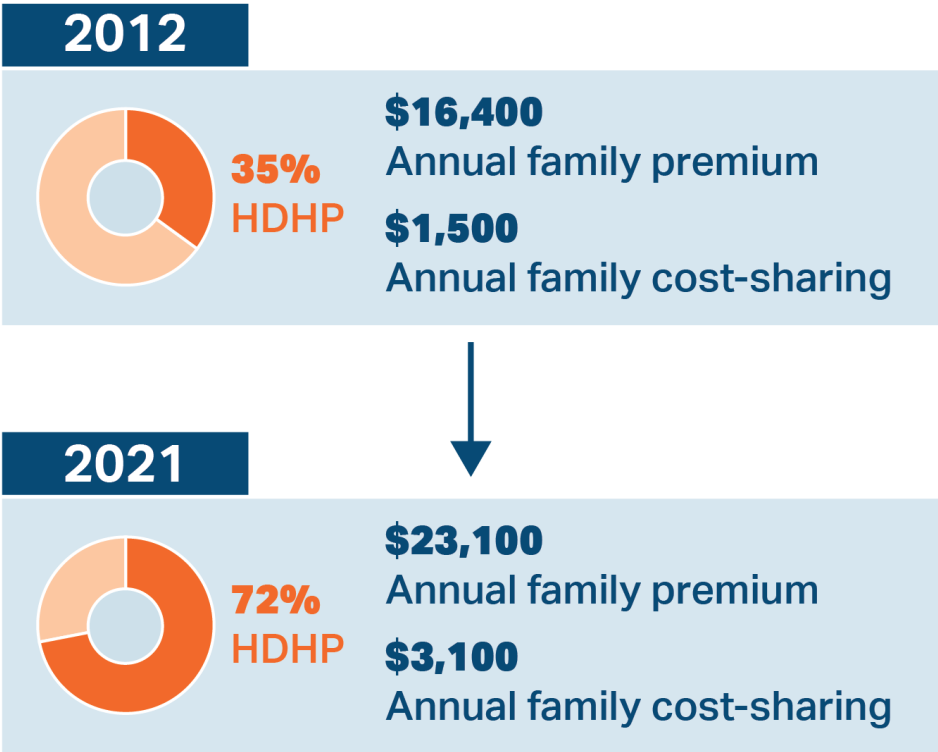 2012
35%
HDHP
$16,400
Annual family premium
$1,500
Annual family cost-sharing
2021
72%
HDHP
$23,100
Annual family premium
$3,100
Annual family cost-sharing